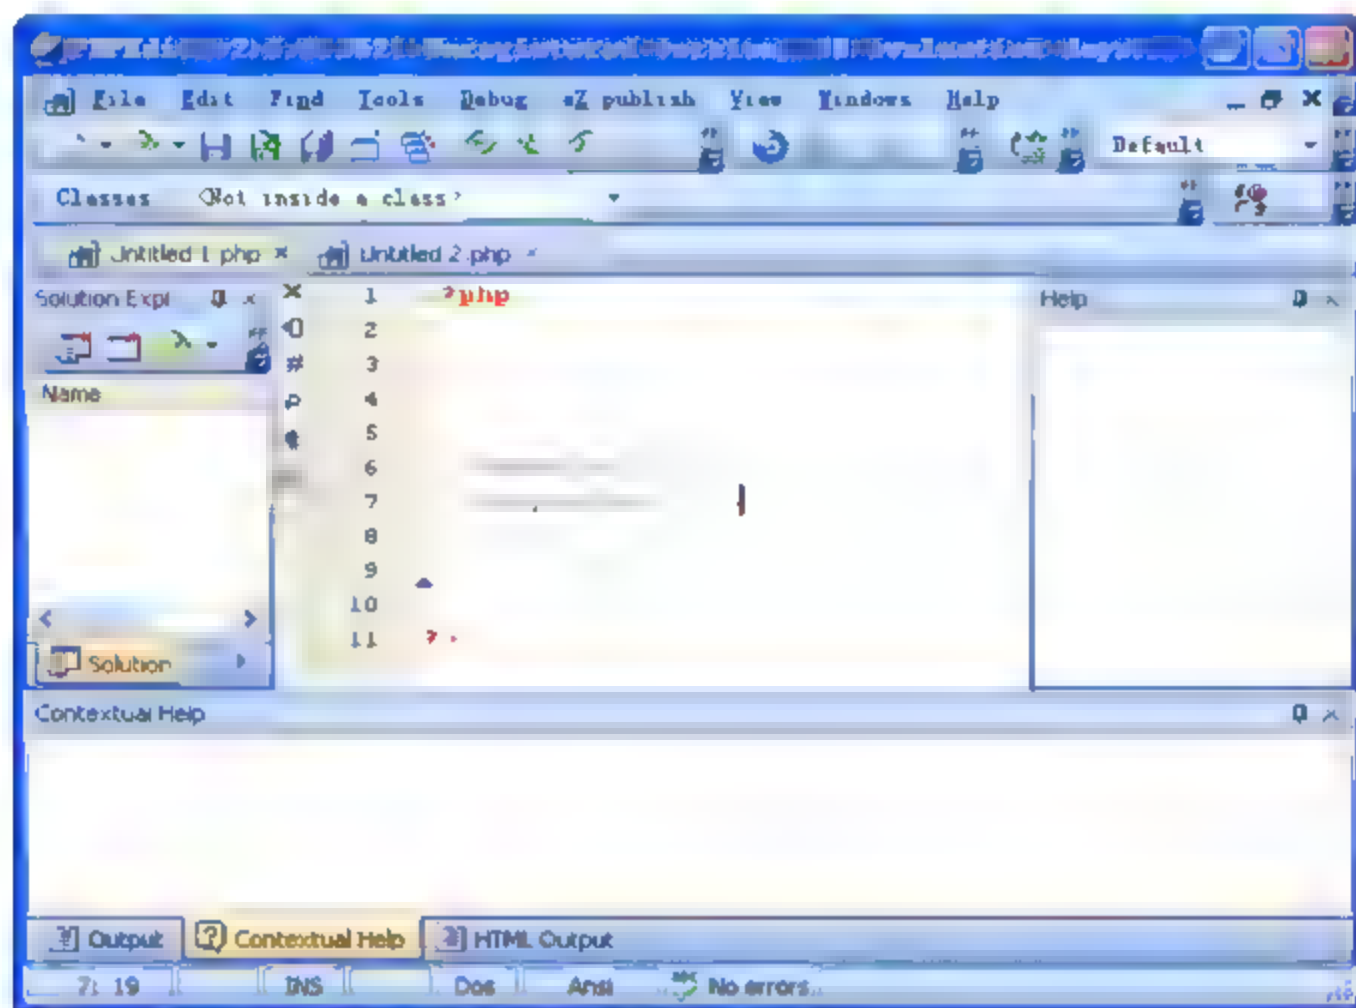 File Edit Find Tools Debug eZ publish View Windows Help
Default
Classes <Not inside a class>
Untitled 1.php Untitled 2.php
Solution Expl
Name
Solution
1 ?php
2
3
4
5
6
7
8
9
10
11 ?
Help
Contextual Help
Output Contextual Help HTML Output
7: 19 INS Dos Ansi No errors